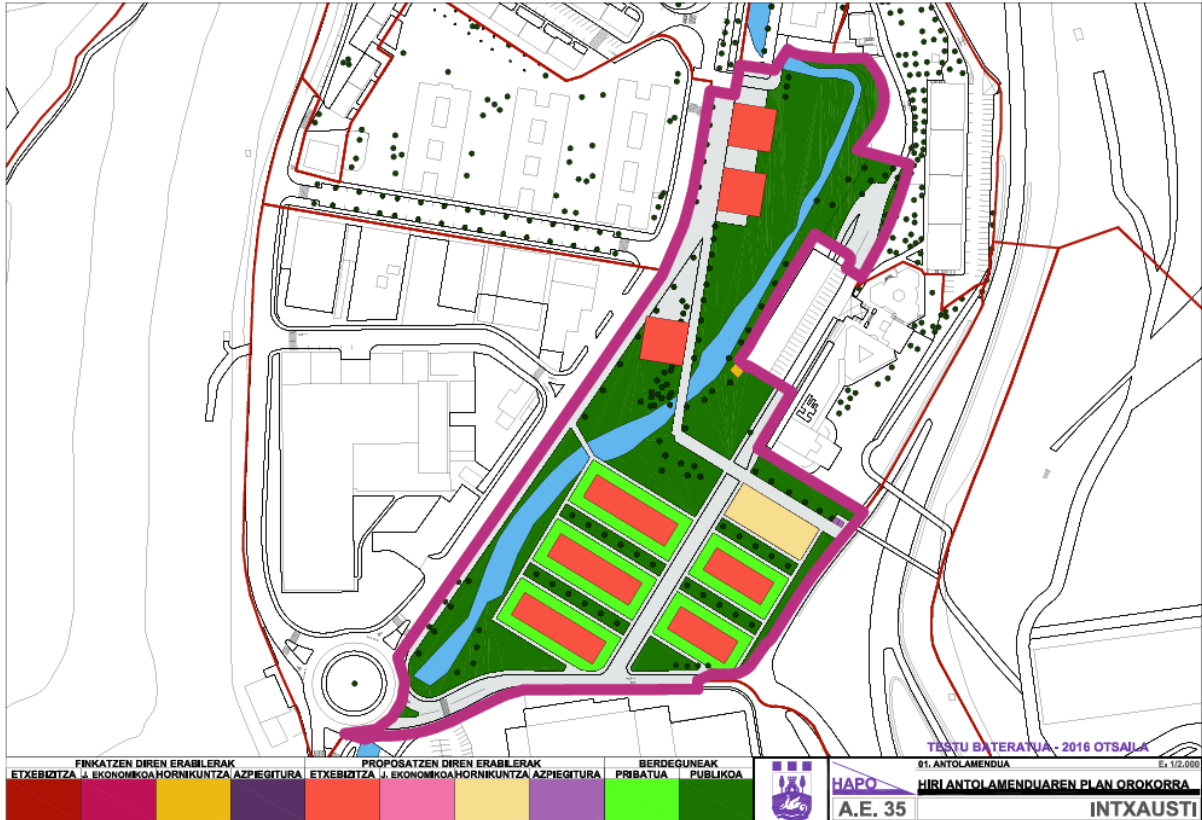 TESTU BATERATUA - 2016 OTSAILA
FINKATZEN DIREN ERABILERAK
ETXEBIZITZA J. EKONOMIKOA HORNIKUNTZA AZPIEGITURA
PROPOSATZEN DIREN ERABILERAK
ETXEBIZITZA J. EKONOMIKOA HORNIKUNTZA AZPIEGITURA
BERDEGUNEAK
PRIBATUA PUBLIKOA
01. ANTOLAMENDUA
E: 1/2.000
HAPO
HIRI ANTOLAMENDUAREN PLAN OROKORRA
A.E. 35
INTXAUSTI